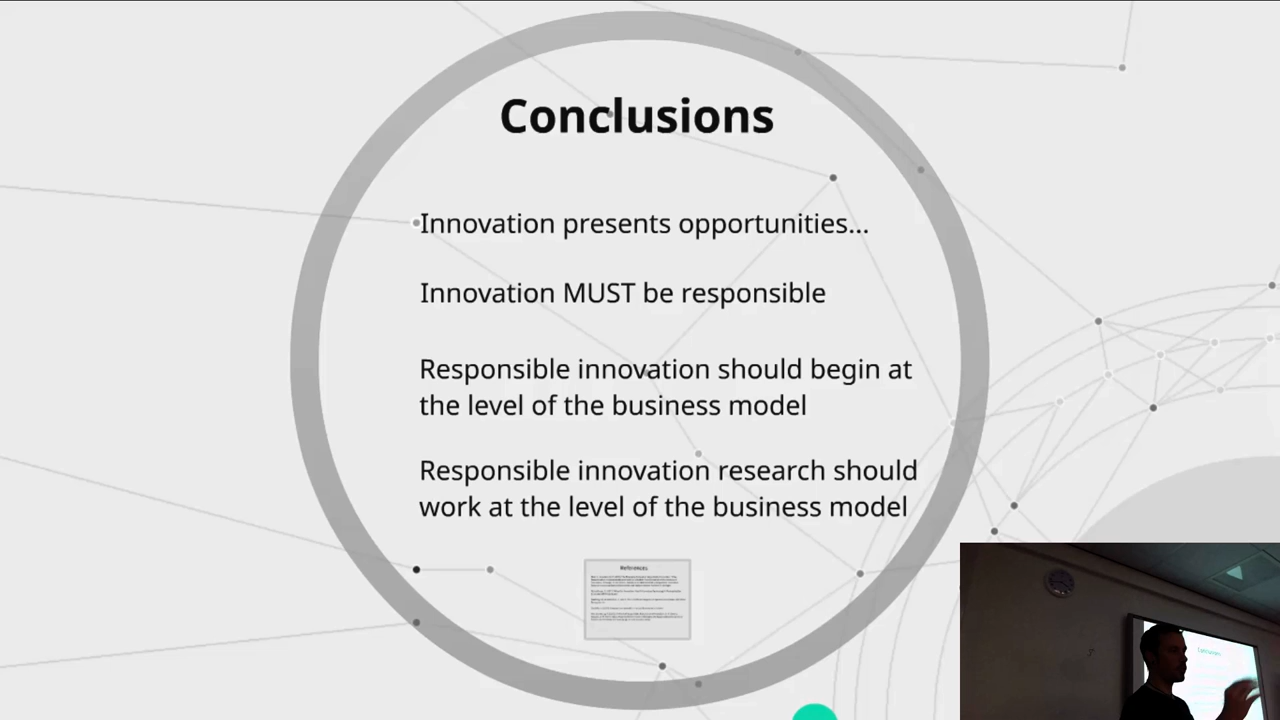 Conclusions
Innovation presents opportunities...
Innovation MUST be responsible
Responsible innovation should begin at
the level of the business model
Responsible innovation research should
work at the level of the business model
References
Conclusions